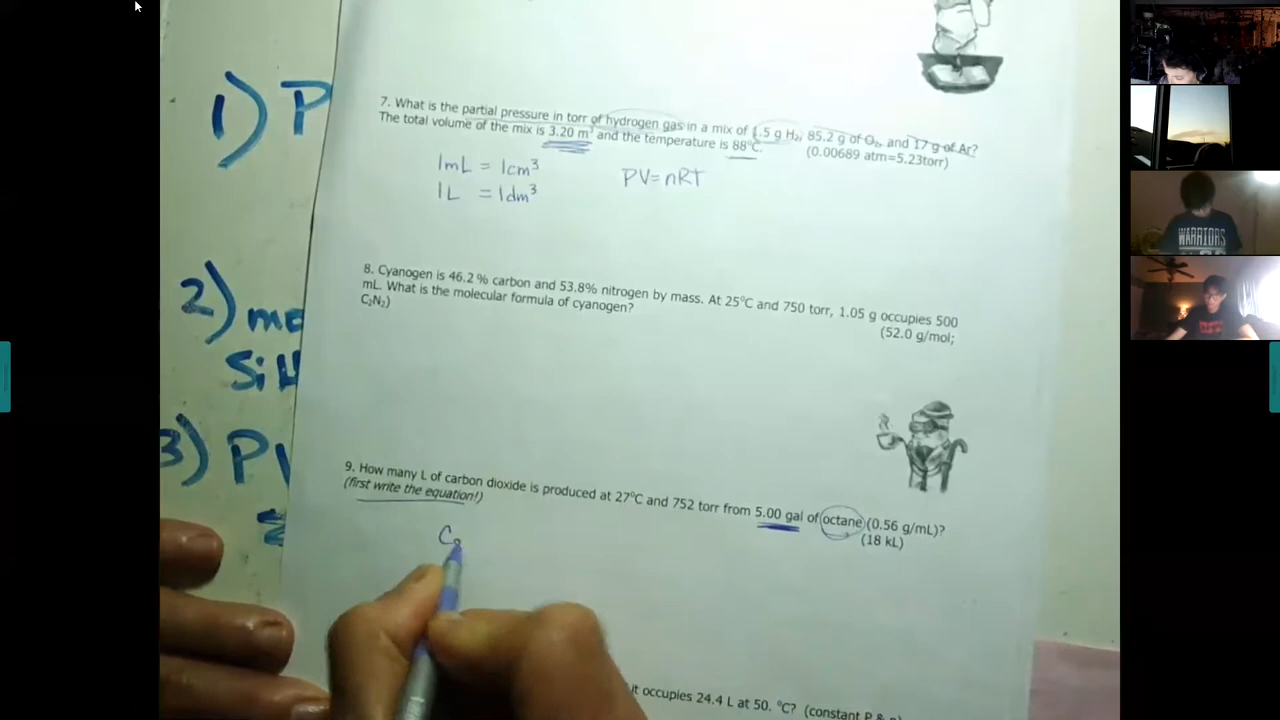 1) P
7. What is the partial pressure in torr of hydrogen gas in a mix of 1.5 g H₂, 85.2 g of O₂, and 17 g of Ar?
The total volume of the mix is 3.20 m³ and the temperature is 88°C. (0.00689 atm=5.23torr)
1mL = 1cm³
1L = 1dm³
PV=nRT
2)
Si
8. Cyanogen is 46.2 % carbon and 53.8% nitrogen by mass. At 25°C and 750 torr, 1.05 g occupies 500
mL. What is the molecular formula of cyanogen? (52.0 g/mol;
C₂N₂)
3) PV
9. How many L of carbon dioxide is produced at 27°C and 752 torr from 5.00 gal of octane (0.56 g/mL)?
(first write the equation!) (18 kL)
C
it occupies 24.4 L at 50. °C? (constant P &
WARRIORS